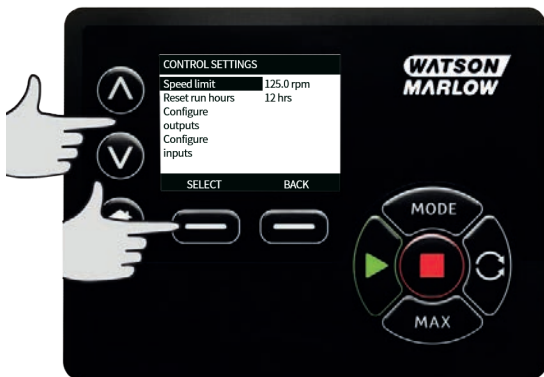 CONTROL SETTINGS
Speed limit 125.0 rpm
Reset run hours 12 hrs
Configure
outputs
Configure
inputs
SELECT BACK
WATSON
MARLOW
MODE
MAX